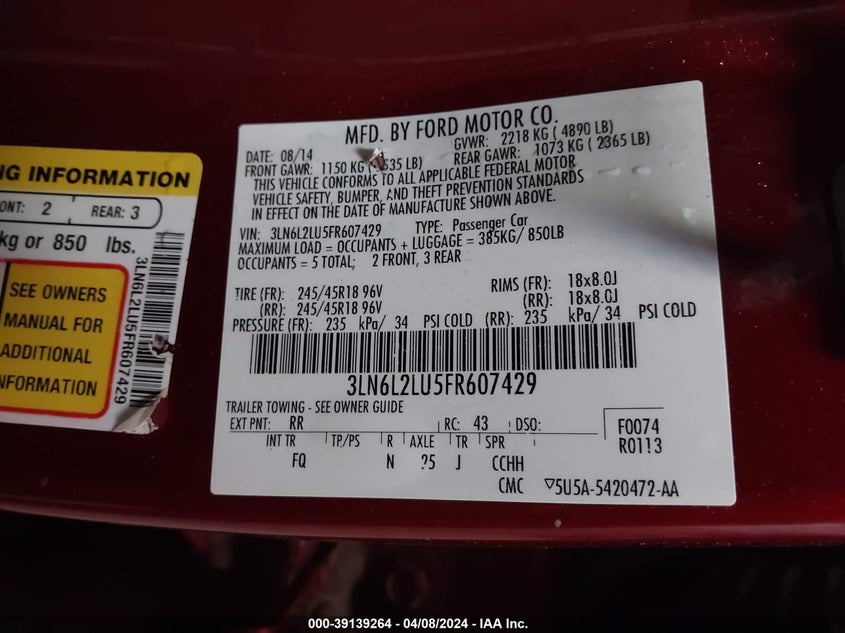 NG INFORMATION
ONT: 2 REAR: 3
kg or 850 lbs.
SEE OWNERS
MANUAL FOR
ADDITIONAL
INFORMATION
3LN6L2LU5FR607429
MFD. BY FORD MOTOR CO.
DATE: 08/14 GVWR: 2218 KG ( 4890 LB)
FRONT GAWR: 1150 KG ( 535 LB) REAR GAWR: 1073 KG ( 2365 LB)
THIS VEHICLE CONFORMS TO ALL APPLICABLE FEDERAL MOTOR
VEHICLE SAFETY, BUMPER, AND THEFT PREVENTION STANDARDS
IN EFFECT ON THE DATE OF MANUFACTURE SHOWN ABOVE.
VIN: 3LN6L2LU5FR607429 TYPE: Passenger Car
MAXIMUM LOAD = OCCUPANTS + LUGGAGE = 385KG/ 850LB
OCCUPANTS = 5 TOTAL; 2 FRONT, 3 REAR
TIRE (FR): 245/45R18 96V RIMS (FR): 18x8.0J
(RR): 245/45R18 96V (RR): 18x8.0J
PRESSURE (FR): 235 kPa/ 34 PSI COLD (RR): 235 kPa/ 34 PSI COLD
3LN6L2LU5FR607429
TRAILER TOWING - SEE OWNER GUIDE
EXT PNT: RR RC: 43 DSO: F0074
R0113
INT TR TP/PS R AXLE TR SPR
FQ N 5 J CCHH
CMC ▽5U5A-5420472-AA
000-39139264 - 04/08/2024 - IAA Inc.